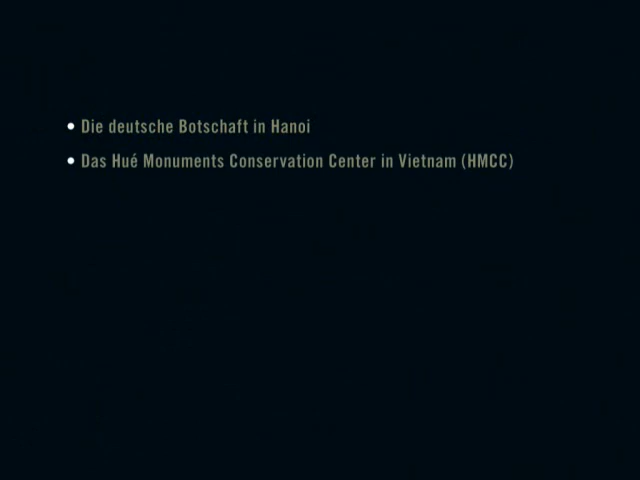 • Die deutsche Botschaft in Hanoi
• Das Hué Monuments Conservation Center in Vietnam (HMCC)